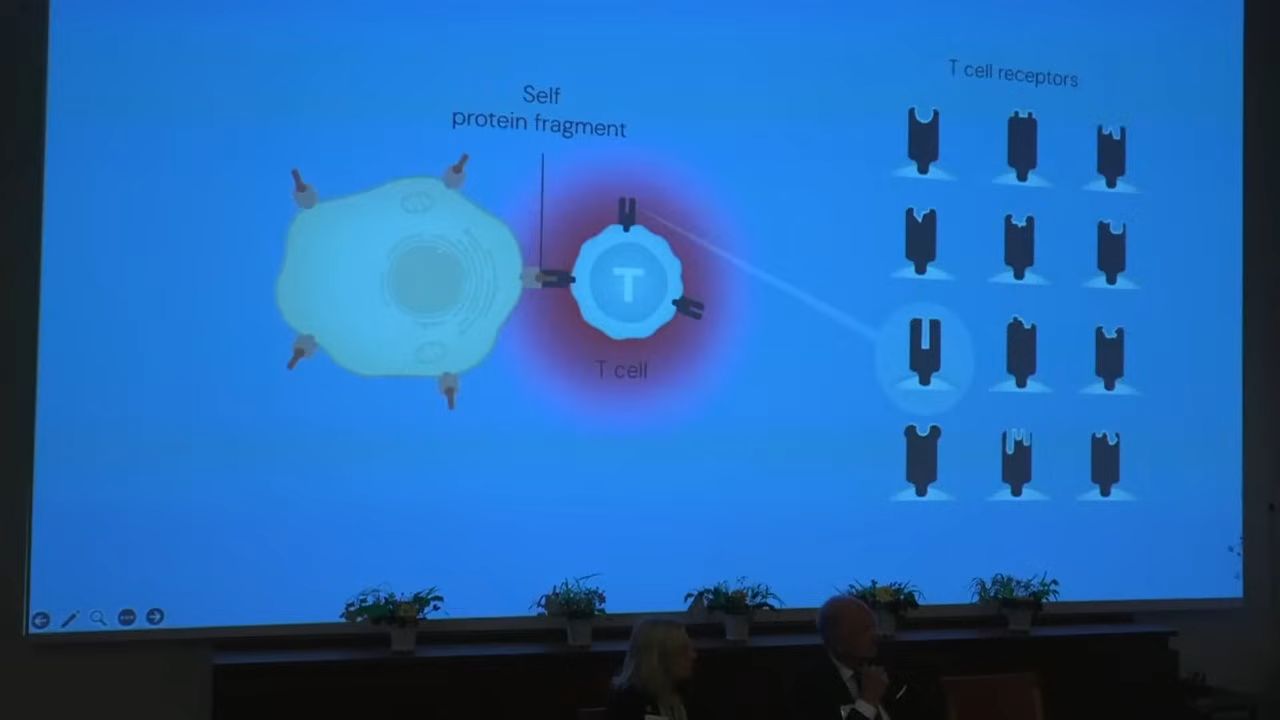 Self
protein fragment
T cell receptors
T
T cell